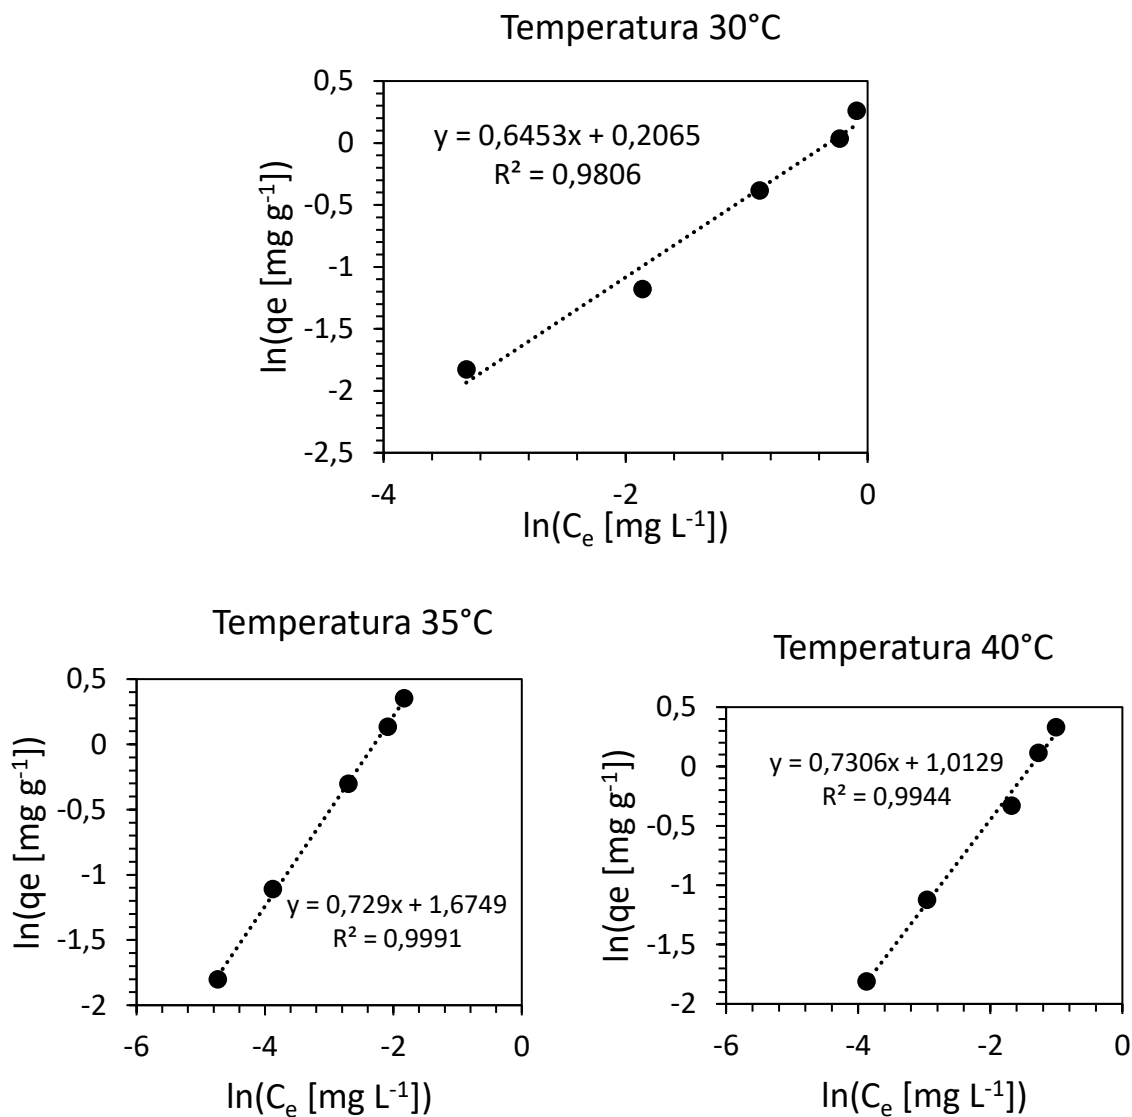 Temperatura 30°C
0,5
0
-0,5
-1
-1,5
-2
-2,5
ln(qe [mg g⁻¹])
y = 0,6453x + 0,2065
R² = 0,9806
-4 -2 0
ln(Cₑ [mg L⁻¹])
Temperatura 35°C
0,5
0
-0,5
-1
-1,5
-2
ln(qe [mg g⁻¹])
y = 0,729x + 1,6749
R² = 0,9991
-6 -4 -2 0
ln(Cₑ [mg L⁻¹])
Temperatura 40°C
0,5
0
-0,5
-1
-1,5
-2
ln(qe [mg g⁻¹])
y = 0,7306x + 1,0129
R² = 0,9944
-6 -4 -2 0
ln(Cₑ [mg L⁻¹])